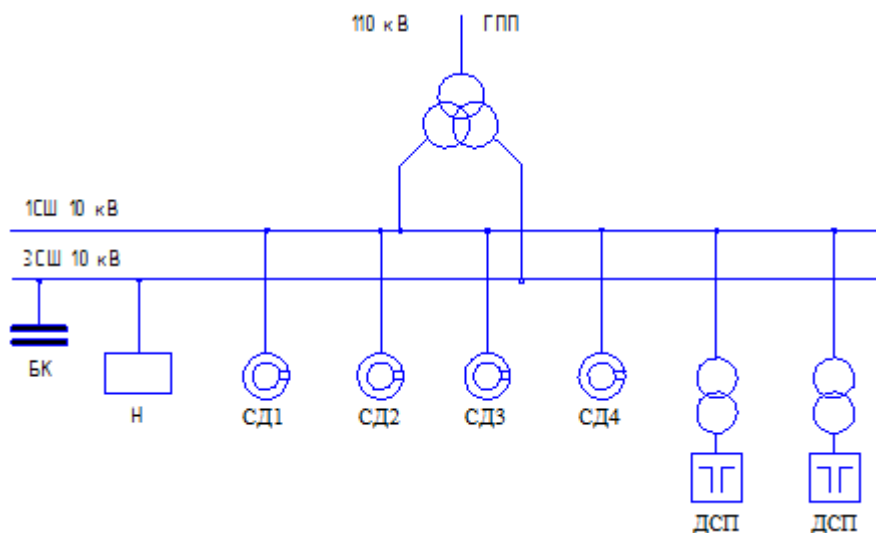 110 кВ ГПП
1СШ 10 кВ
3СШ 10 кВ
БК
Н
СД1 СД2 СД3 СД4
ДСП ДСП